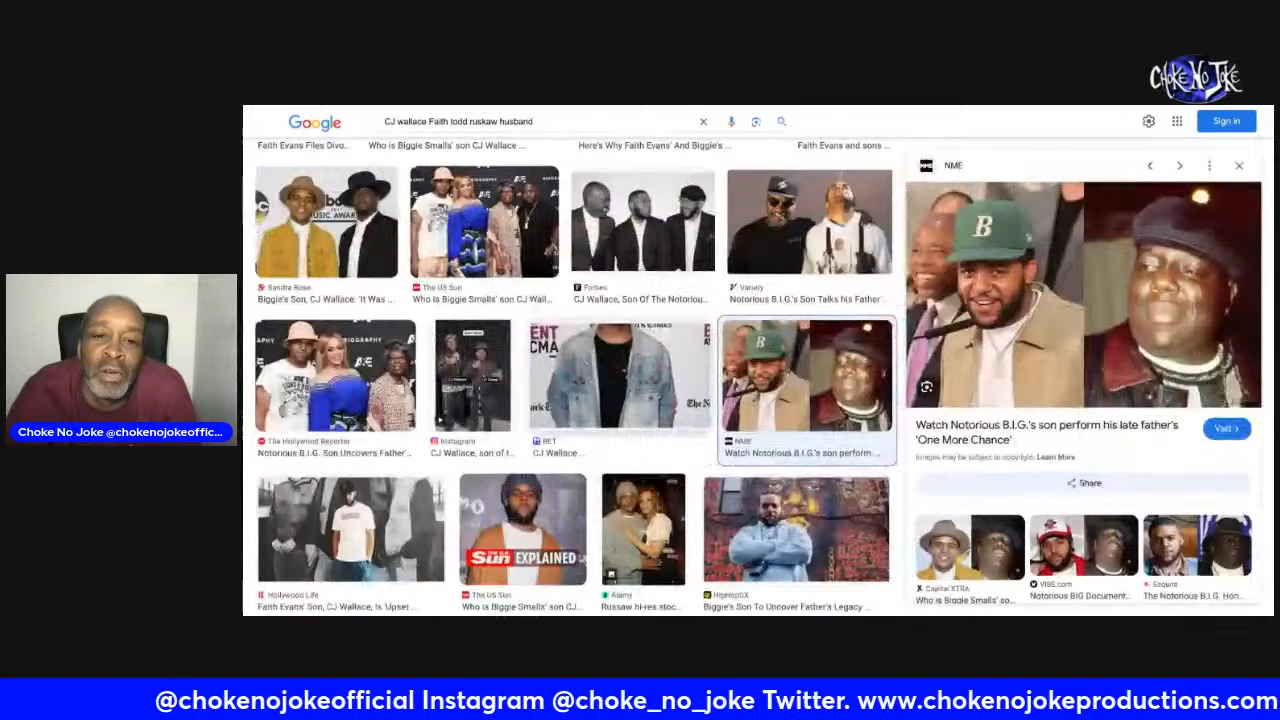 CHOKE NO JOKE
Google
CJ wallace Faith todd ruskaw husband
Sign in
Faith Evans Files Divo...
Who is Biggie Smalls' son CJ Wallace ...
Here's Why Faith Evans' And Biggie's ...
Faith Evans and sons ...
NME
Sandra Rose
Biggie's Son, CJ Wallace: 'It Was ...
The US Sun
Who is Biggie Smalls' son CJ Wall...
Forbes
CJ Wallace, Son Of The Notoriou...
Variety
Notorious B.I.G.'s Son Talks his Father ...
B
The Hollywood Reporter
Notorious B.I.G. Son Uncovers Father'...
Instagram
CJ Wallace, son of t...
BET
CJ Wallace ...
NME
Watch Notorious B.I.G.'s son perform ...
Watch Notorious B.I.G.'s son perform his late father's
'One More Chance'
Visit
Images may be subject to copyright. Learn More
Share
Choke No Joke @chokenojokeoffic...
The Sun EXPLAINED
Hollywood Life
Faith Evans' Son, CJ Wallace, Is 'Upset ...
The US Sun
Who is Biggie Smalls' son CJ...
Alamy
Russaw hi-res stoc...
HipHopDX
Biggie's Son To Uncover Father's Legacy ...
Capital XTRA
Who is Biggie Smalls' so...
VIBE.com
Notorious BIG Document...
Esquire
The Notorious B.I.G. Hon...
@chokenojokeofficial Instagram @choke_no_joke Twitter. www.chokenojokeproductions.com